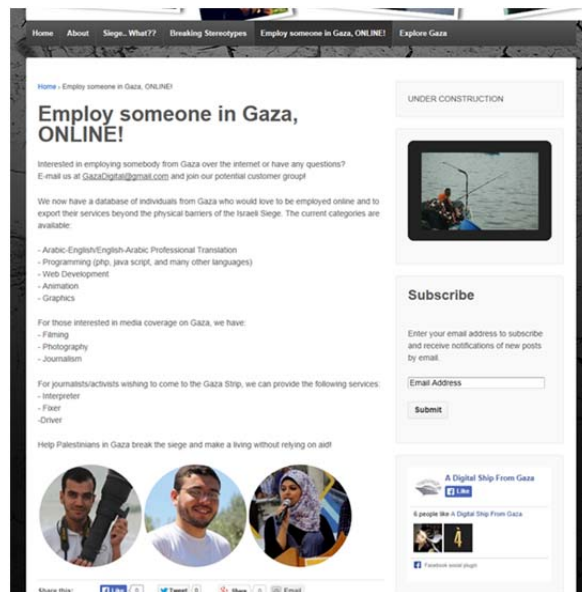 Home About Siege.. What?? Breaking Stereotypes Employ someone in Gaza, ONLINE! Explore Gaza
Home › Employ someone in Gaza, ONLINE!
Employ someone in Gaza,
ONLINE!
Interested in employing somebody from Gaza over the internet or have any questions?
E-mail us at GazaDigital@gmail.com and join our potential customer group!
We now have a database of individuals from Gaza who would love to be employed online and to
export their services beyond the physical barriers of the Israeli Siege. The current categories are
available:
- Arabic-English/English-Arabic Professional Translation
- Programming (php, java script, and many other languages)
- Web Development
- Animation
- Graphics
For those interested in media coverage on Gaza, we have:
- Filming
- Photography
- Journalism
For journalists/activists wishing to come to the Gaza Strip, we can provide the following services:
- Interpreter
- Fixer
-Driver
Help Palestinians in Gaza break the siege and make a living without relying on aid!
Share this: Like 0 Tweet 8 Share 0 Email
UNDER CONSTRUCTION
Subscribe
Enter your email address to subscribe
and receive notifications of new posts
by email.
Email Address
Submit
A Digital Ship From Gaza
Like
6 people like A Digital Ship From Gaza
Facebook social plugin